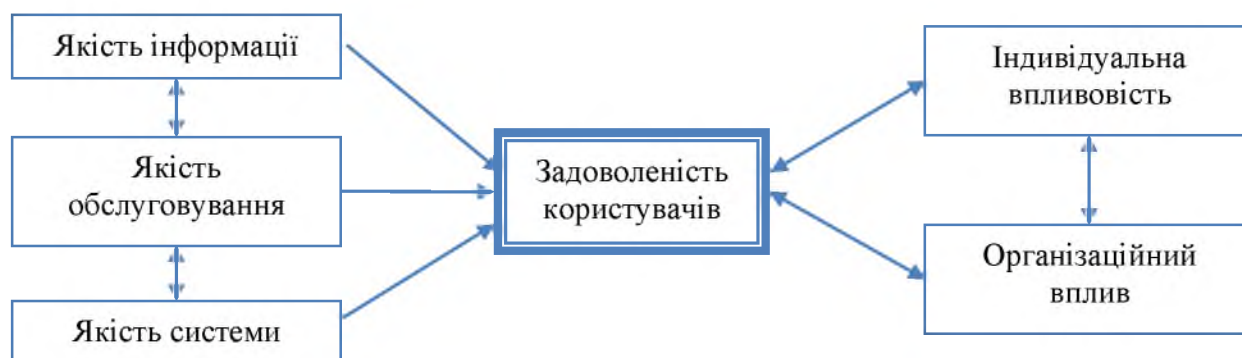 Якість інформації
Якість
обслуговування
Якість системи
Задоволеність
користувачів
Індивідуальна
впливовість
Організаційний
вплив